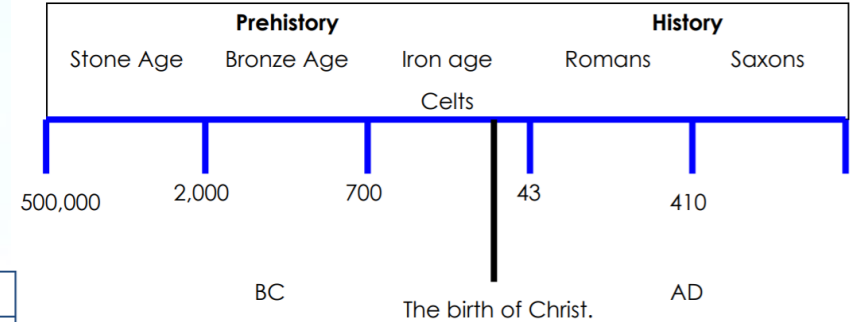 Prehistory History
Stone Age Bronze Age Iron age Romans Saxons
Celts
500,000 2,000 700 43 410
BC AD
The birth of Christ.